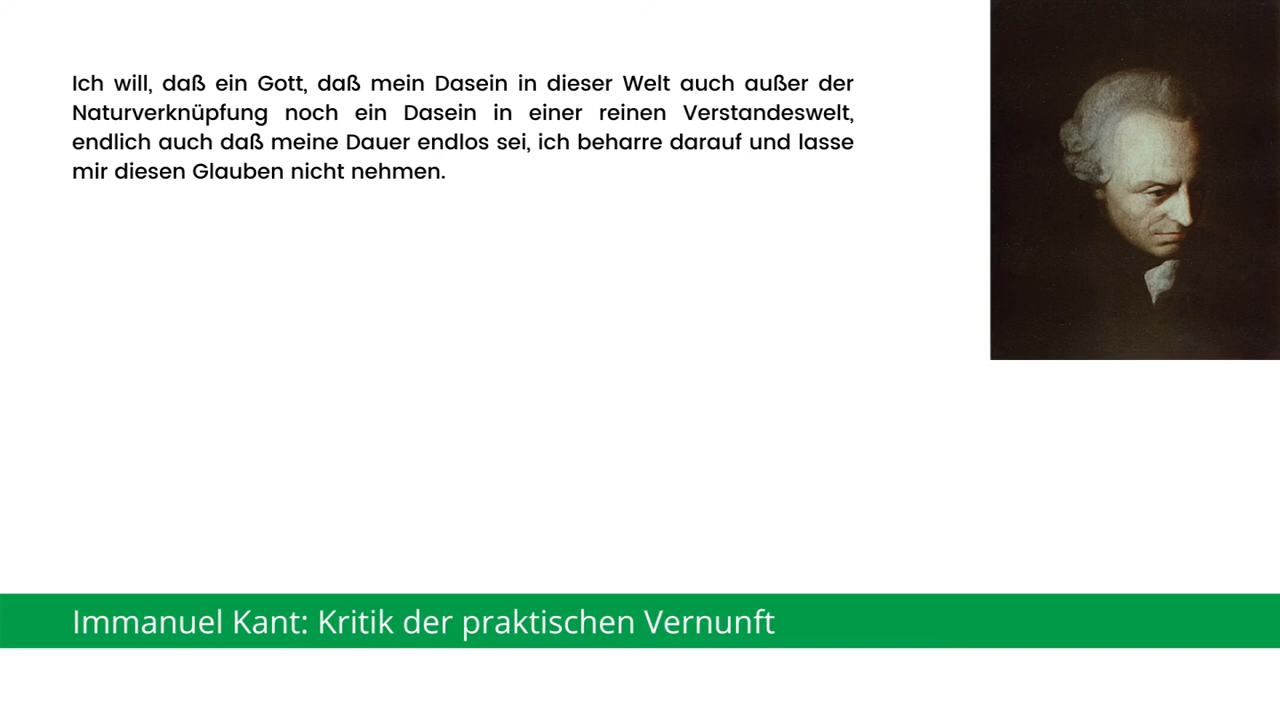 Ich will, daß ein Gott, daß mein Dasein in dieser Welt auch außer der
Naturverknüpfung noch ein Dasein in einer reinen Verstandeswelt,
endlich auch daß meine Dauer endlos sei, ich beharre darauf und lasse
mir diesen Glauben nicht nehmen.
Immanuel Kant: Kritik der praktischen Vernunft